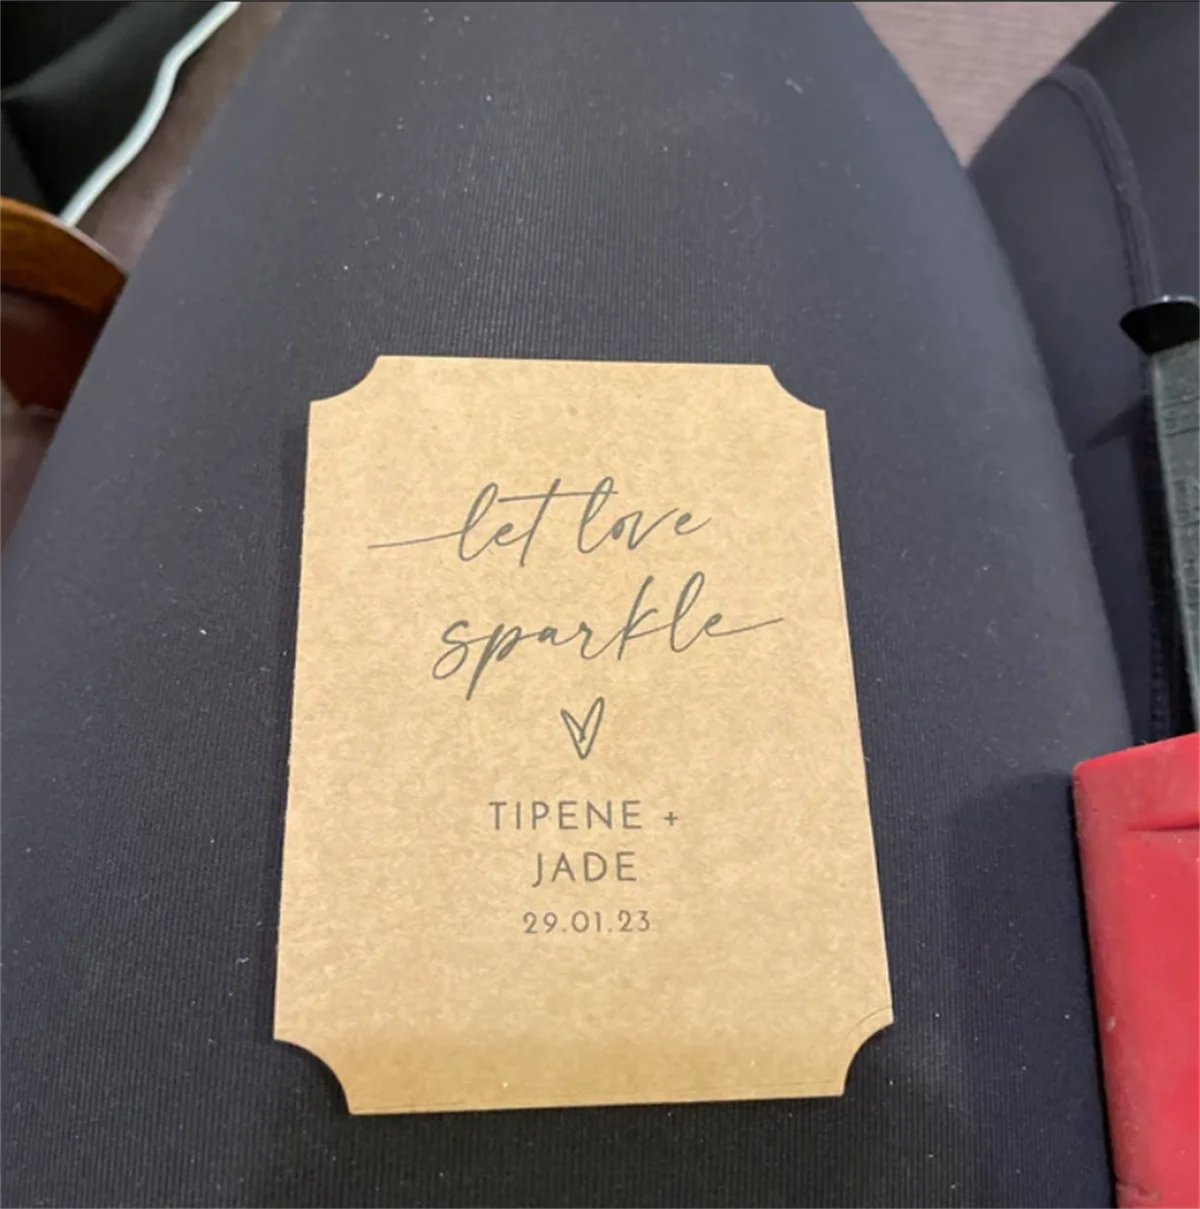 let love
sparkle
TIPENE +
JADE
29.01.23